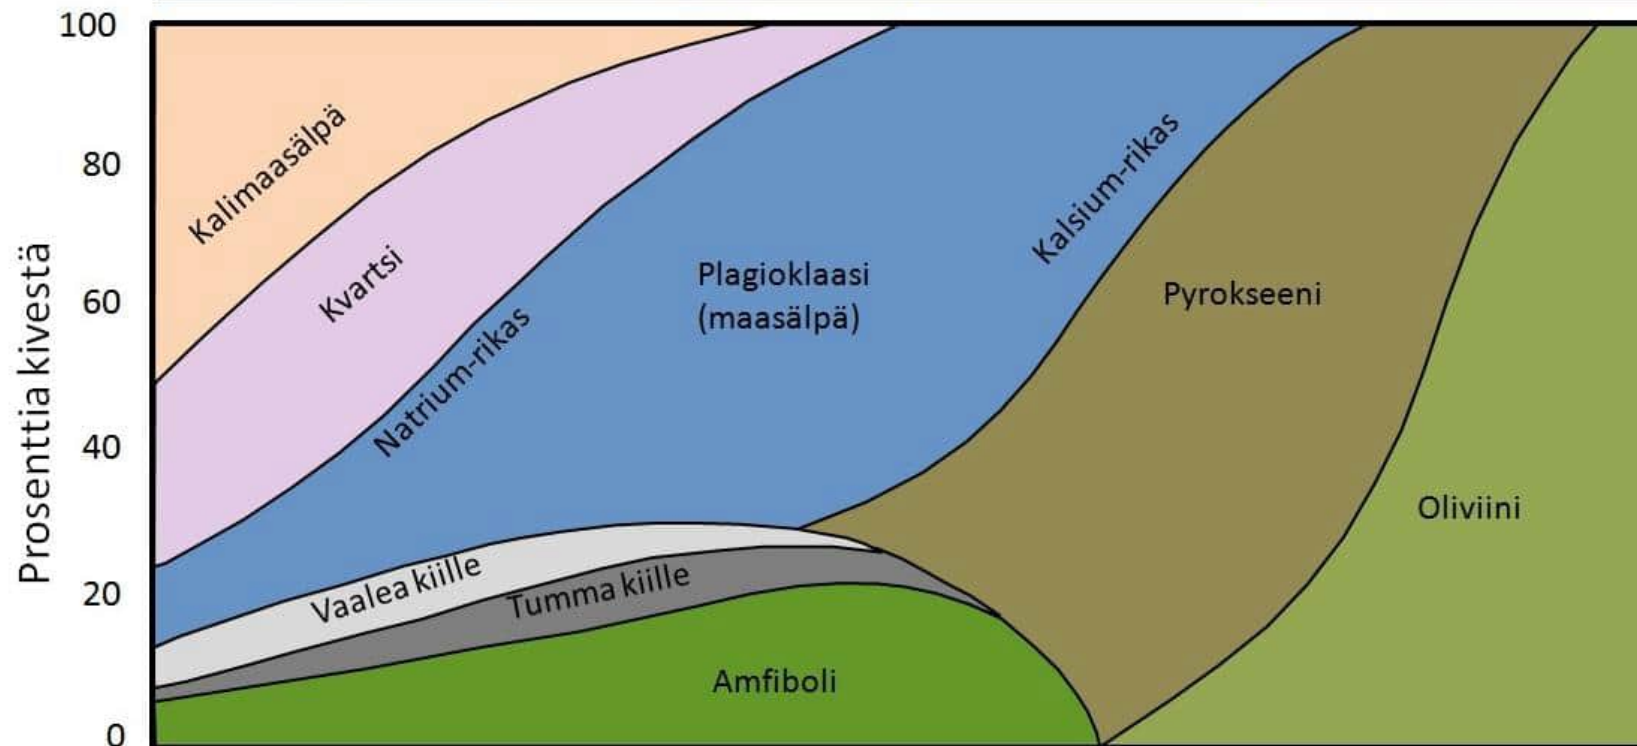 100
80
60
40
20
0
Prosenttia kivestä
Kalimaasälpä
Kvartsi
Natrium-rikas
Plagioklaasi
(maasälpä)
Kalsium-rikas
Pyrokseeni
Oliviini
Vaalea kiille
Tumma kiille
Amfiboli